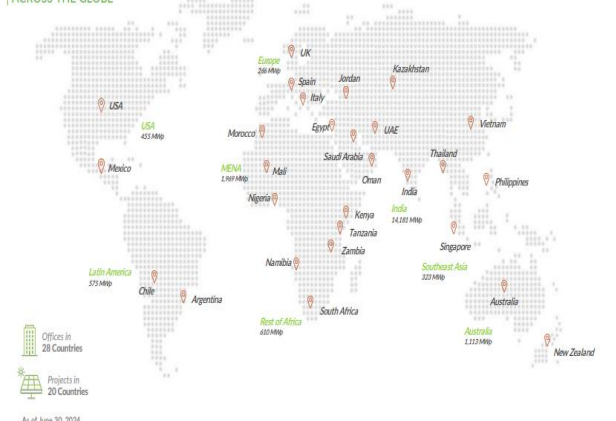 ACROSS THE GLOBE
UK
Europe
266 MWp
Kazakhstan
Spain
Jordan
Italy
USA
USA
455 MWp
Egypt
UAE
Vietnam
Morocco
Saudi Arabia
Thailand
Mexico
MENA
1,969 MWp
Mali
Oman
India
Philippines
Nigeria
India
14,181 MWp
Kenya
Tanzania
Singapore
Zambia
Namibia
Southeast Asia
323 MWp
Latin America
573 MWp
Chile
Argentina
Australia
South Africa
Rest of Africa
610 MWp
Australia
1,113 MWp
New Zealand
Offices in
28 Countries
Projects in
20 Countries
As of June 30, 2024